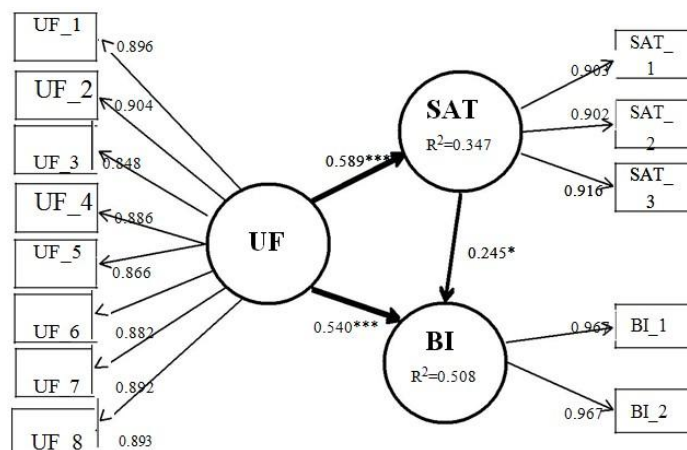 UF_1
0.896
UF_2
0.904
UF_3
0.848
UF_4
0.886
UF_5
0.866
UF_6
0.882
UF_7
0.892
UF_8
0.893
UF
0.589***
0.540***
SAT
R²=0.347
0.245*
BI
R²=0.508
0.903
SAT_
1
0.902
SAT_
2
0.916
SAT_
3
0.967
BI_1
0.967
BI_2